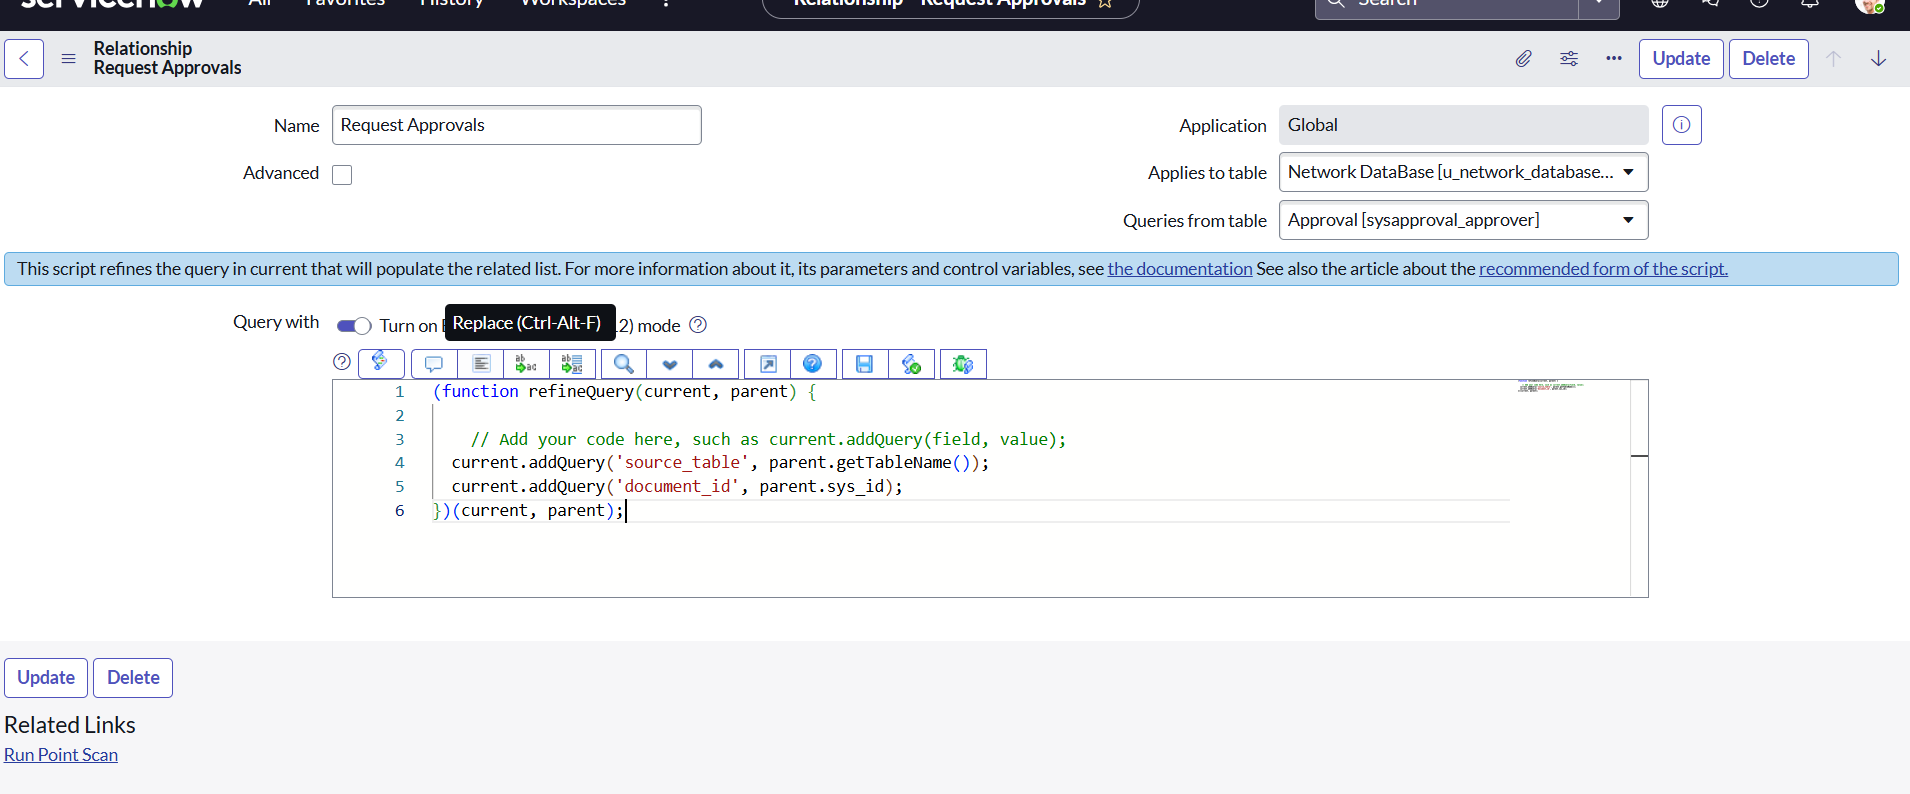 servicenow All Favorites History Workspaces Relationship - Request Approvals Search
Relationship
Request Approvals
Update Delete
Name Request Approvals Application Global
Advanced Applies to table Network DataBase [u_network_database...
Queries from table Approval [sysapproval_approver]
This script refines the query in current that will populate the related list. For more information about it, its parameters and control variables, see the documentation See also the article about the recommended form of the script.
Query with Turn on Replace (Ctrl-Alt-F) 2) mode
1 (function refineQuery(current, parent) {
2
3 // Add your code here, such as current.addQuery(field, value);
4 current.addQuery('source_table', parent.getTableName());
5 current.addQuery('document_id', parent.sys_id);
6 })(current, parent);
Update Delete
Related Links
Run Point Scan